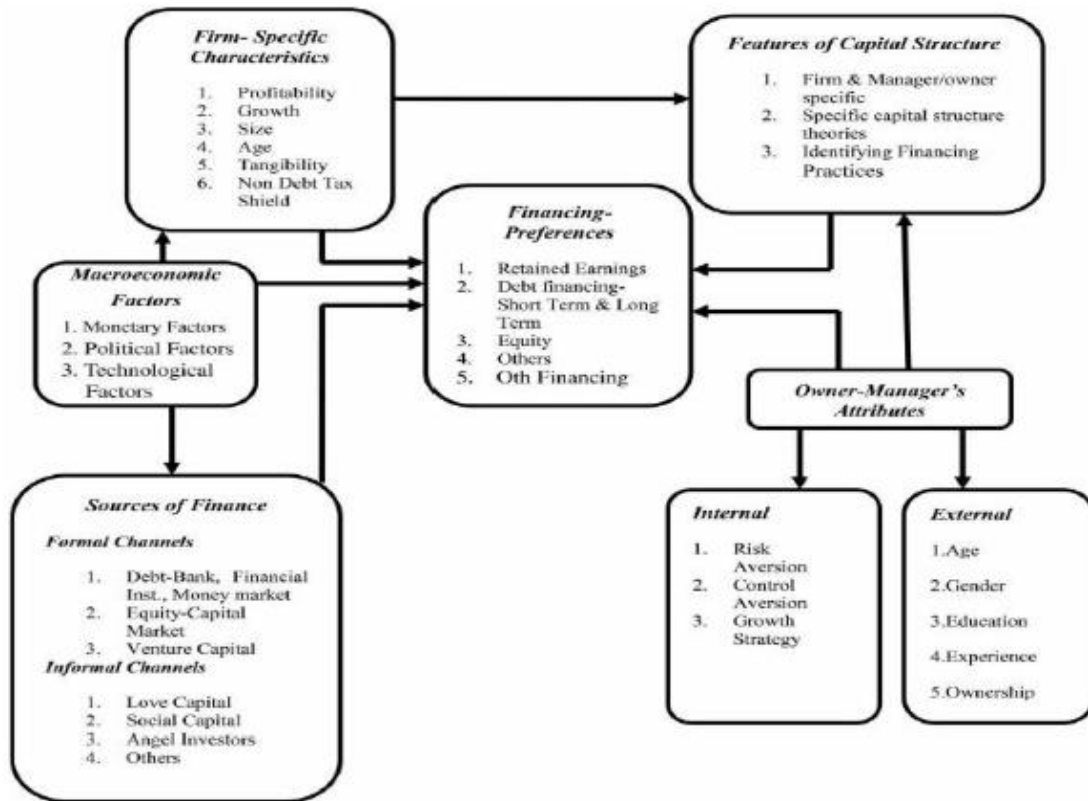 Firm- Specific
Characteristics
1. Profitability
2. Growth
3. Size
4. Age
5. Tangibility
6. Non Debt Tax
Shield
Features of Capital Structure
1. Firm & Manager/owner
specific
2. Specific capital structure
theories
3. Identifying Financing
Practices
Financing-
Preferences
1. Retained Earnings
2. Debt financing-
Short Term & Long
Term
3. Equity
4. Others
5. Oth Financing
Macroeconomic
Factors
1. Monetary Factors
2. Political Factors
3. Technological
Factors
Owner-Manager's
Attributes
Sources of Finance
Formal Channels
1. Debt-Bank, Financial
Inst., Money market
2. Equity-Capital
Market
3. Venture Capital
Informal Channels
1. Love Capital
2. Social Capital
3. Angel Investors
4. Others
Internal
1. Risk
Aversion
2. Control
Aversion
3. Growth
Strategy
External
1.Age
2.Gender
3.Education
4.Experience
5.Ownership